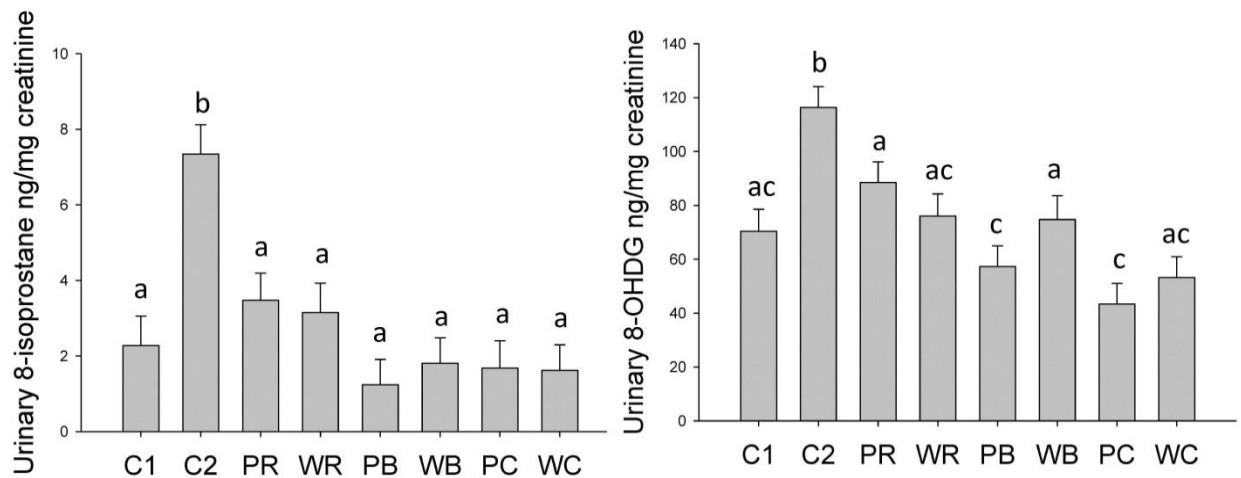 Urinary 8-isoprostane ng/mg creatinine
10
8
6
4
2
0
b
a
a
a
a
a
a
a
C1 C2 PR WR PB WB PC WC
Urinary 8-OHDG ng/mg creatinine
140
120
100
80
60
40
20
0
ac
b
a
ac
c
a
c
ac
C1 C2 PR WR PB WB PC WC